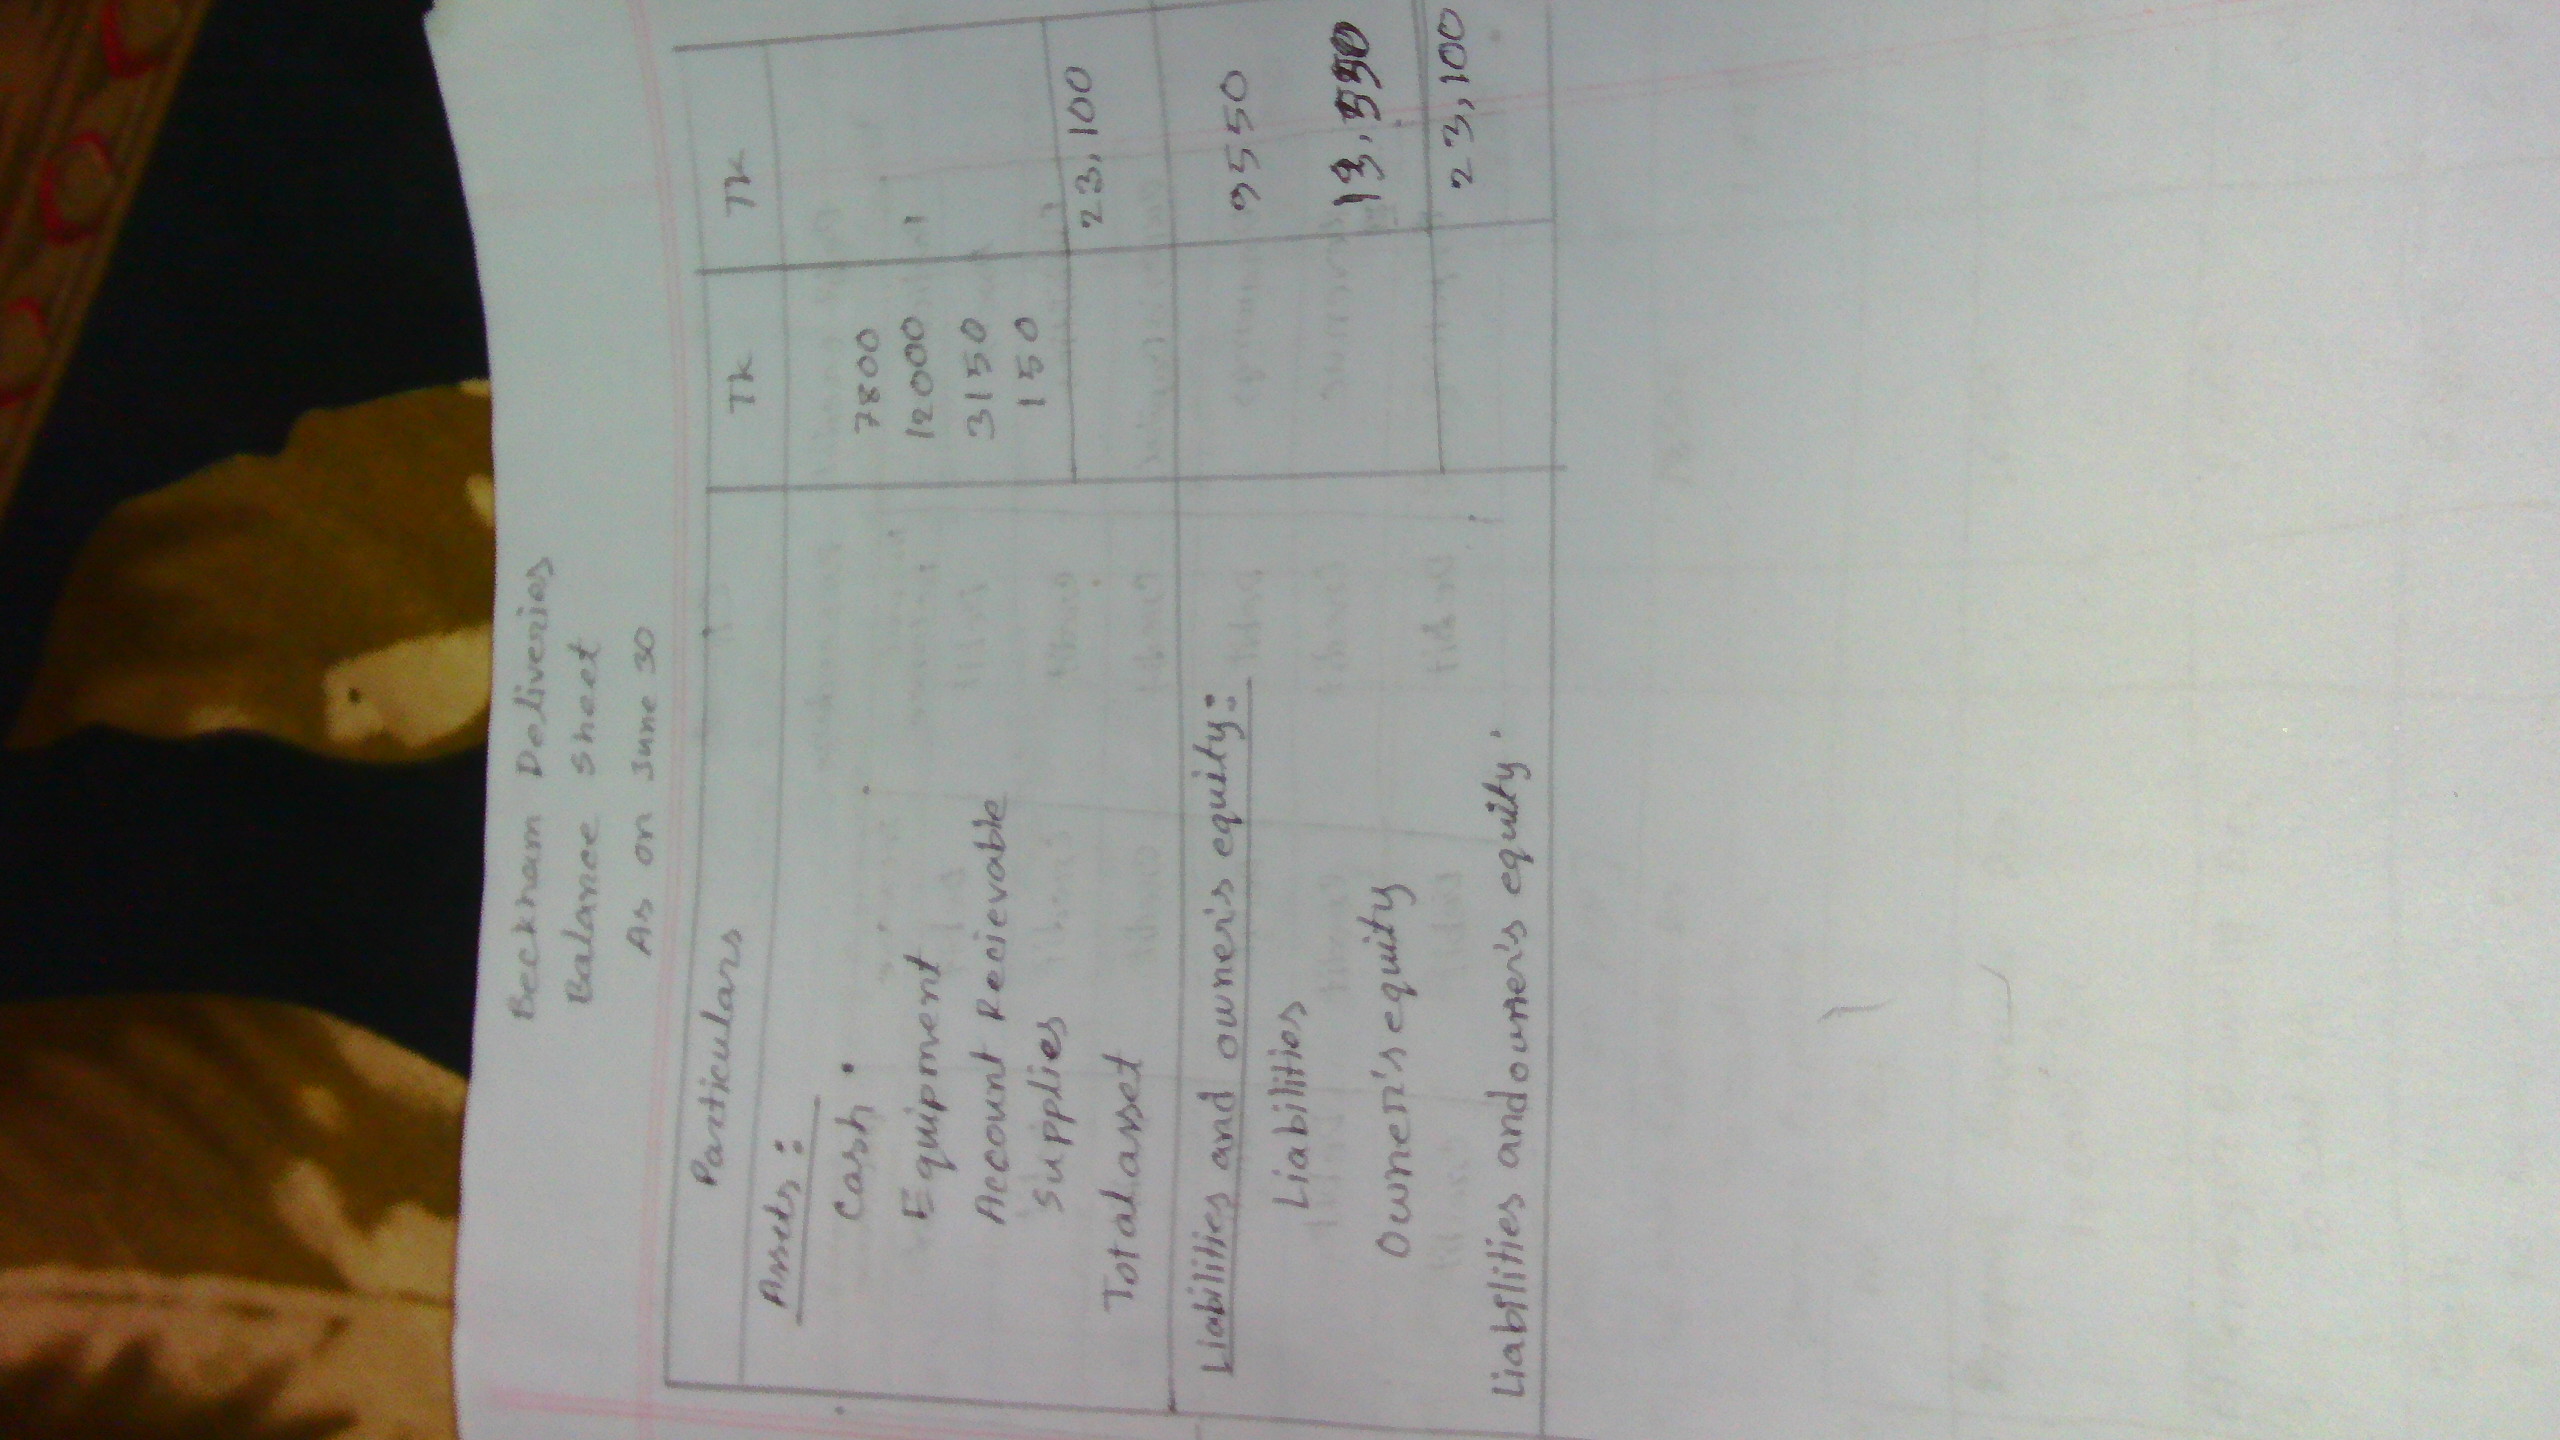 Beckham Deliveries
Balance Sheet
As on June 30
Particulars TK TK
Assets:
Cash. 7800
Equipment 12000
Account Recievable 3150
Supplies 150
Total asset 23,100
Liabilities and owner's equity:
Liabilities 9550
Owner's equity 13,550
Liabilities and owner's equity. 23,100